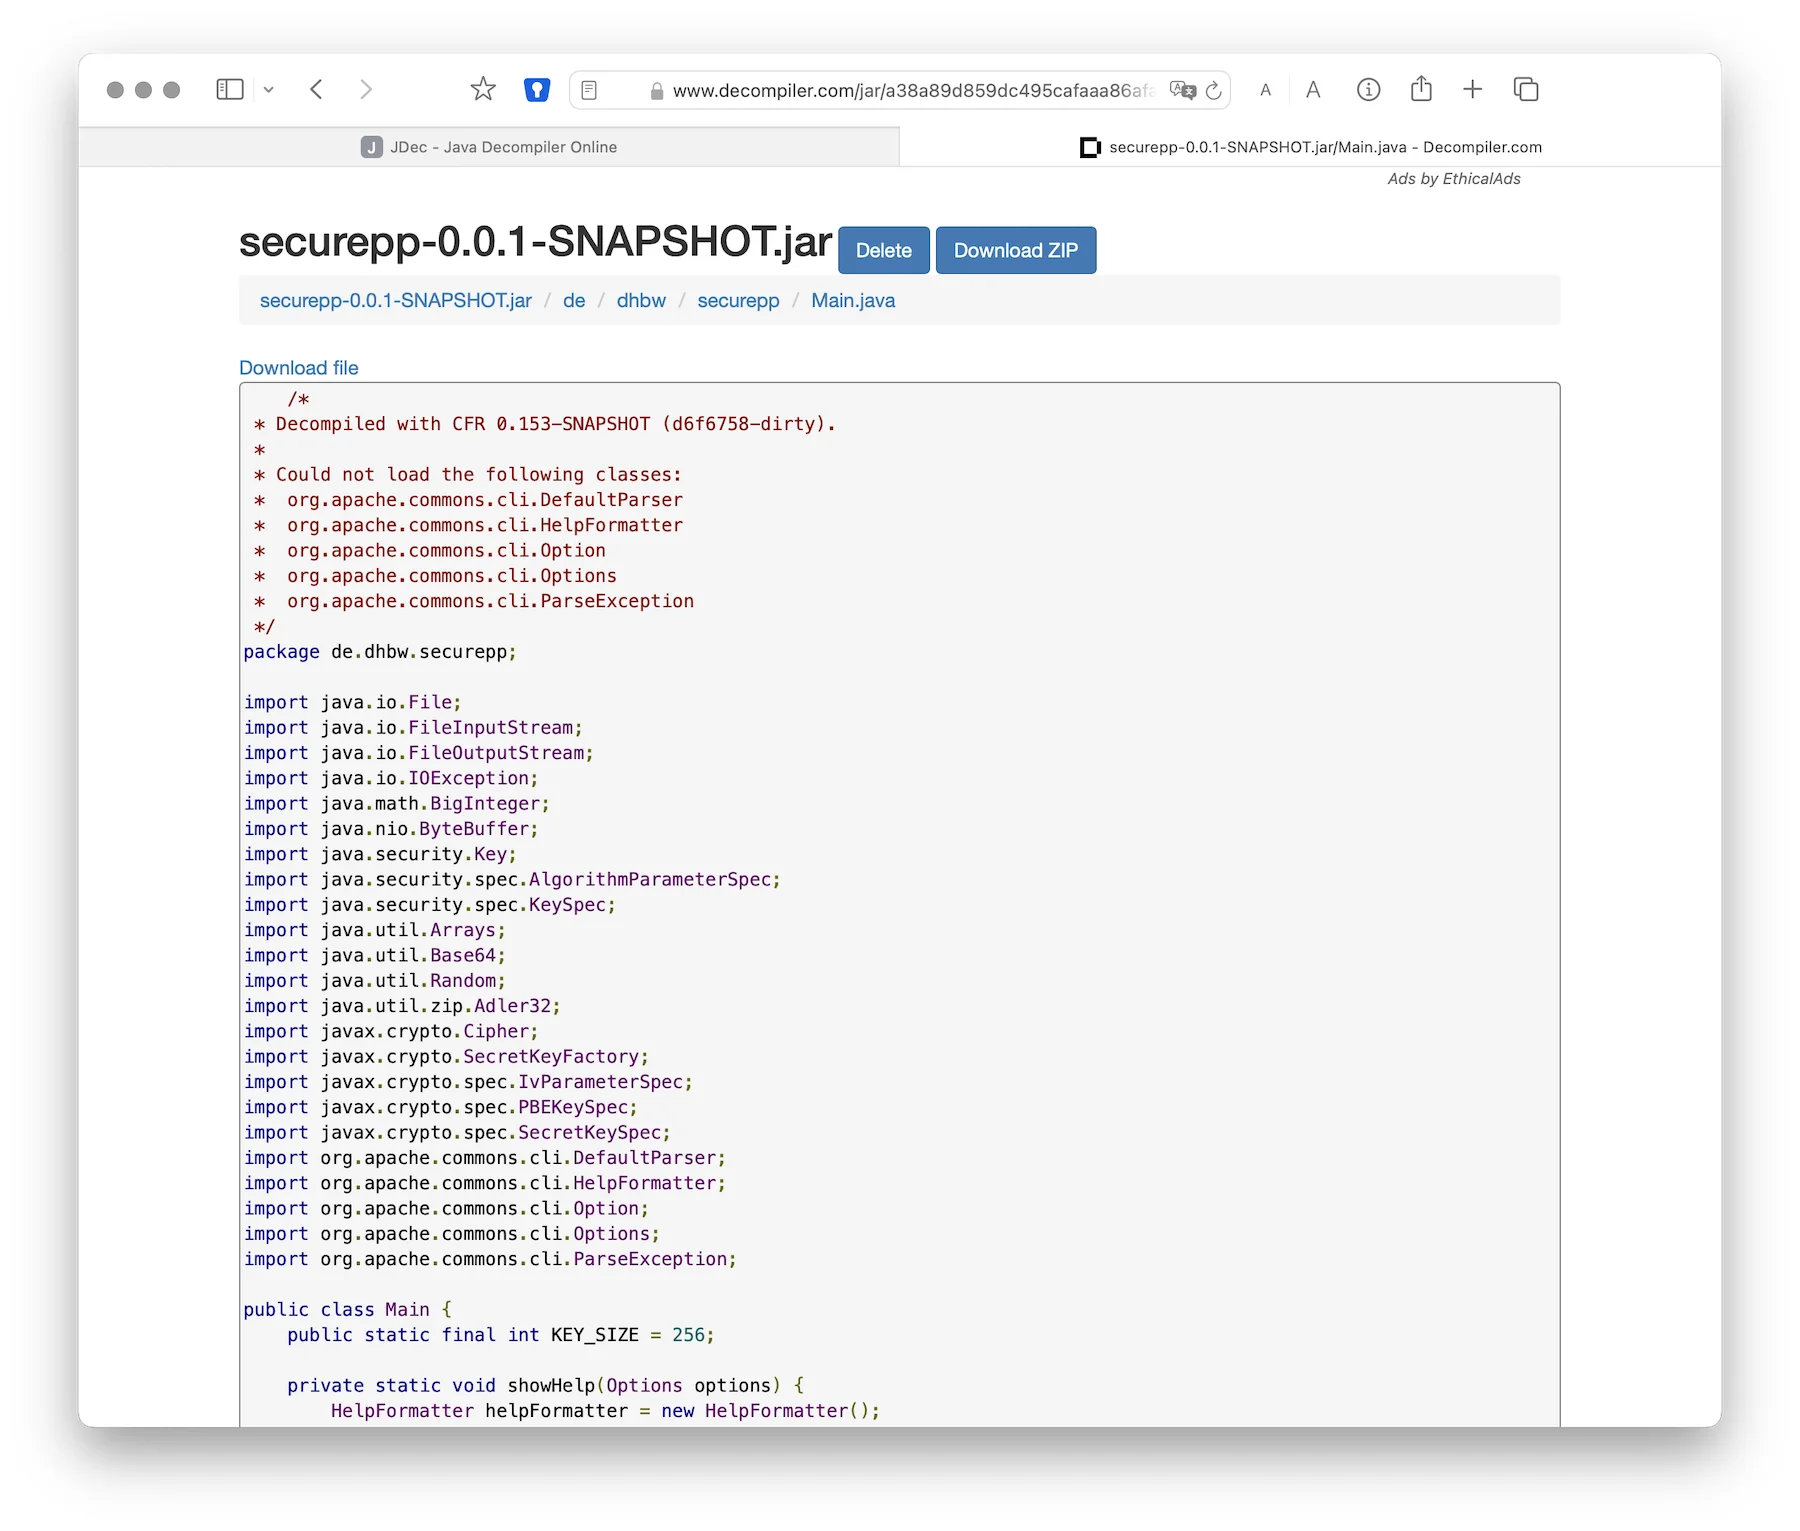 www.decompiler.com/jar/a38a89d859dc495cafaaa86afa
A A
J JDec - Java Decompiler Online
securepp-0.0.1-SNAPSHOT.jar/Main.java - Decompiler.com
Ads by EthicalAds
securepp-0.0.1-SNAPSHOT.jar Delete Download ZIP
securepp-0.0.1-SNAPSHOT.jar / de / dhbw / securepp / Main.java
Download file
/*
* Decompiled with CFR 0.153-SNAPSHOT (d6f6758-dirty).
*
* Could not load the following classes:
*  org.apache.commons.cli.DefaultParser
*  org.apache.commons.cli.HelpFormatter
*  org.apache.commons.cli.Option
*  org.apache.commons.cli.Options
*  org.apache.commons.cli.ParseException
*/
package de.dhbw.securepp;
import java.io.File;
import java.io.FileInputStream;
import java.io.FileOutputStream;
import java.io.IOException;
import java.math.BigInteger;
import java.nio.ByteBuffer;
import java.security.Key;
import java.security.spec.AlgorithmParameterSpec;
import java.security.spec.KeySpec;
import java.util.Arrays;
import java.util.Base64;
import java.util.Random;
import java.util.zip.Adler32;
import javax.crypto.Cipher;
import javax.crypto.SecretKeyFactory;
import javax.crypto.spec.IvParameterSpec;
import javax.crypto.spec.PBEKeySpec;
import javax.crypto.spec.SecretKeySpec;
import org.apache.commons.cli.DefaultParser;
import org.apache.commons.cli.HelpFormatter;
import org.apache.commons.cli.Option;
import org.apache.commons.cli.Options;
import org.apache.commons.cli.ParseException;
public class Main {
public static final int KEY_SIZE = 256;
private static void showHelp(Options options) {
HelpFormatter helpFormatter = new HelpFormatter();